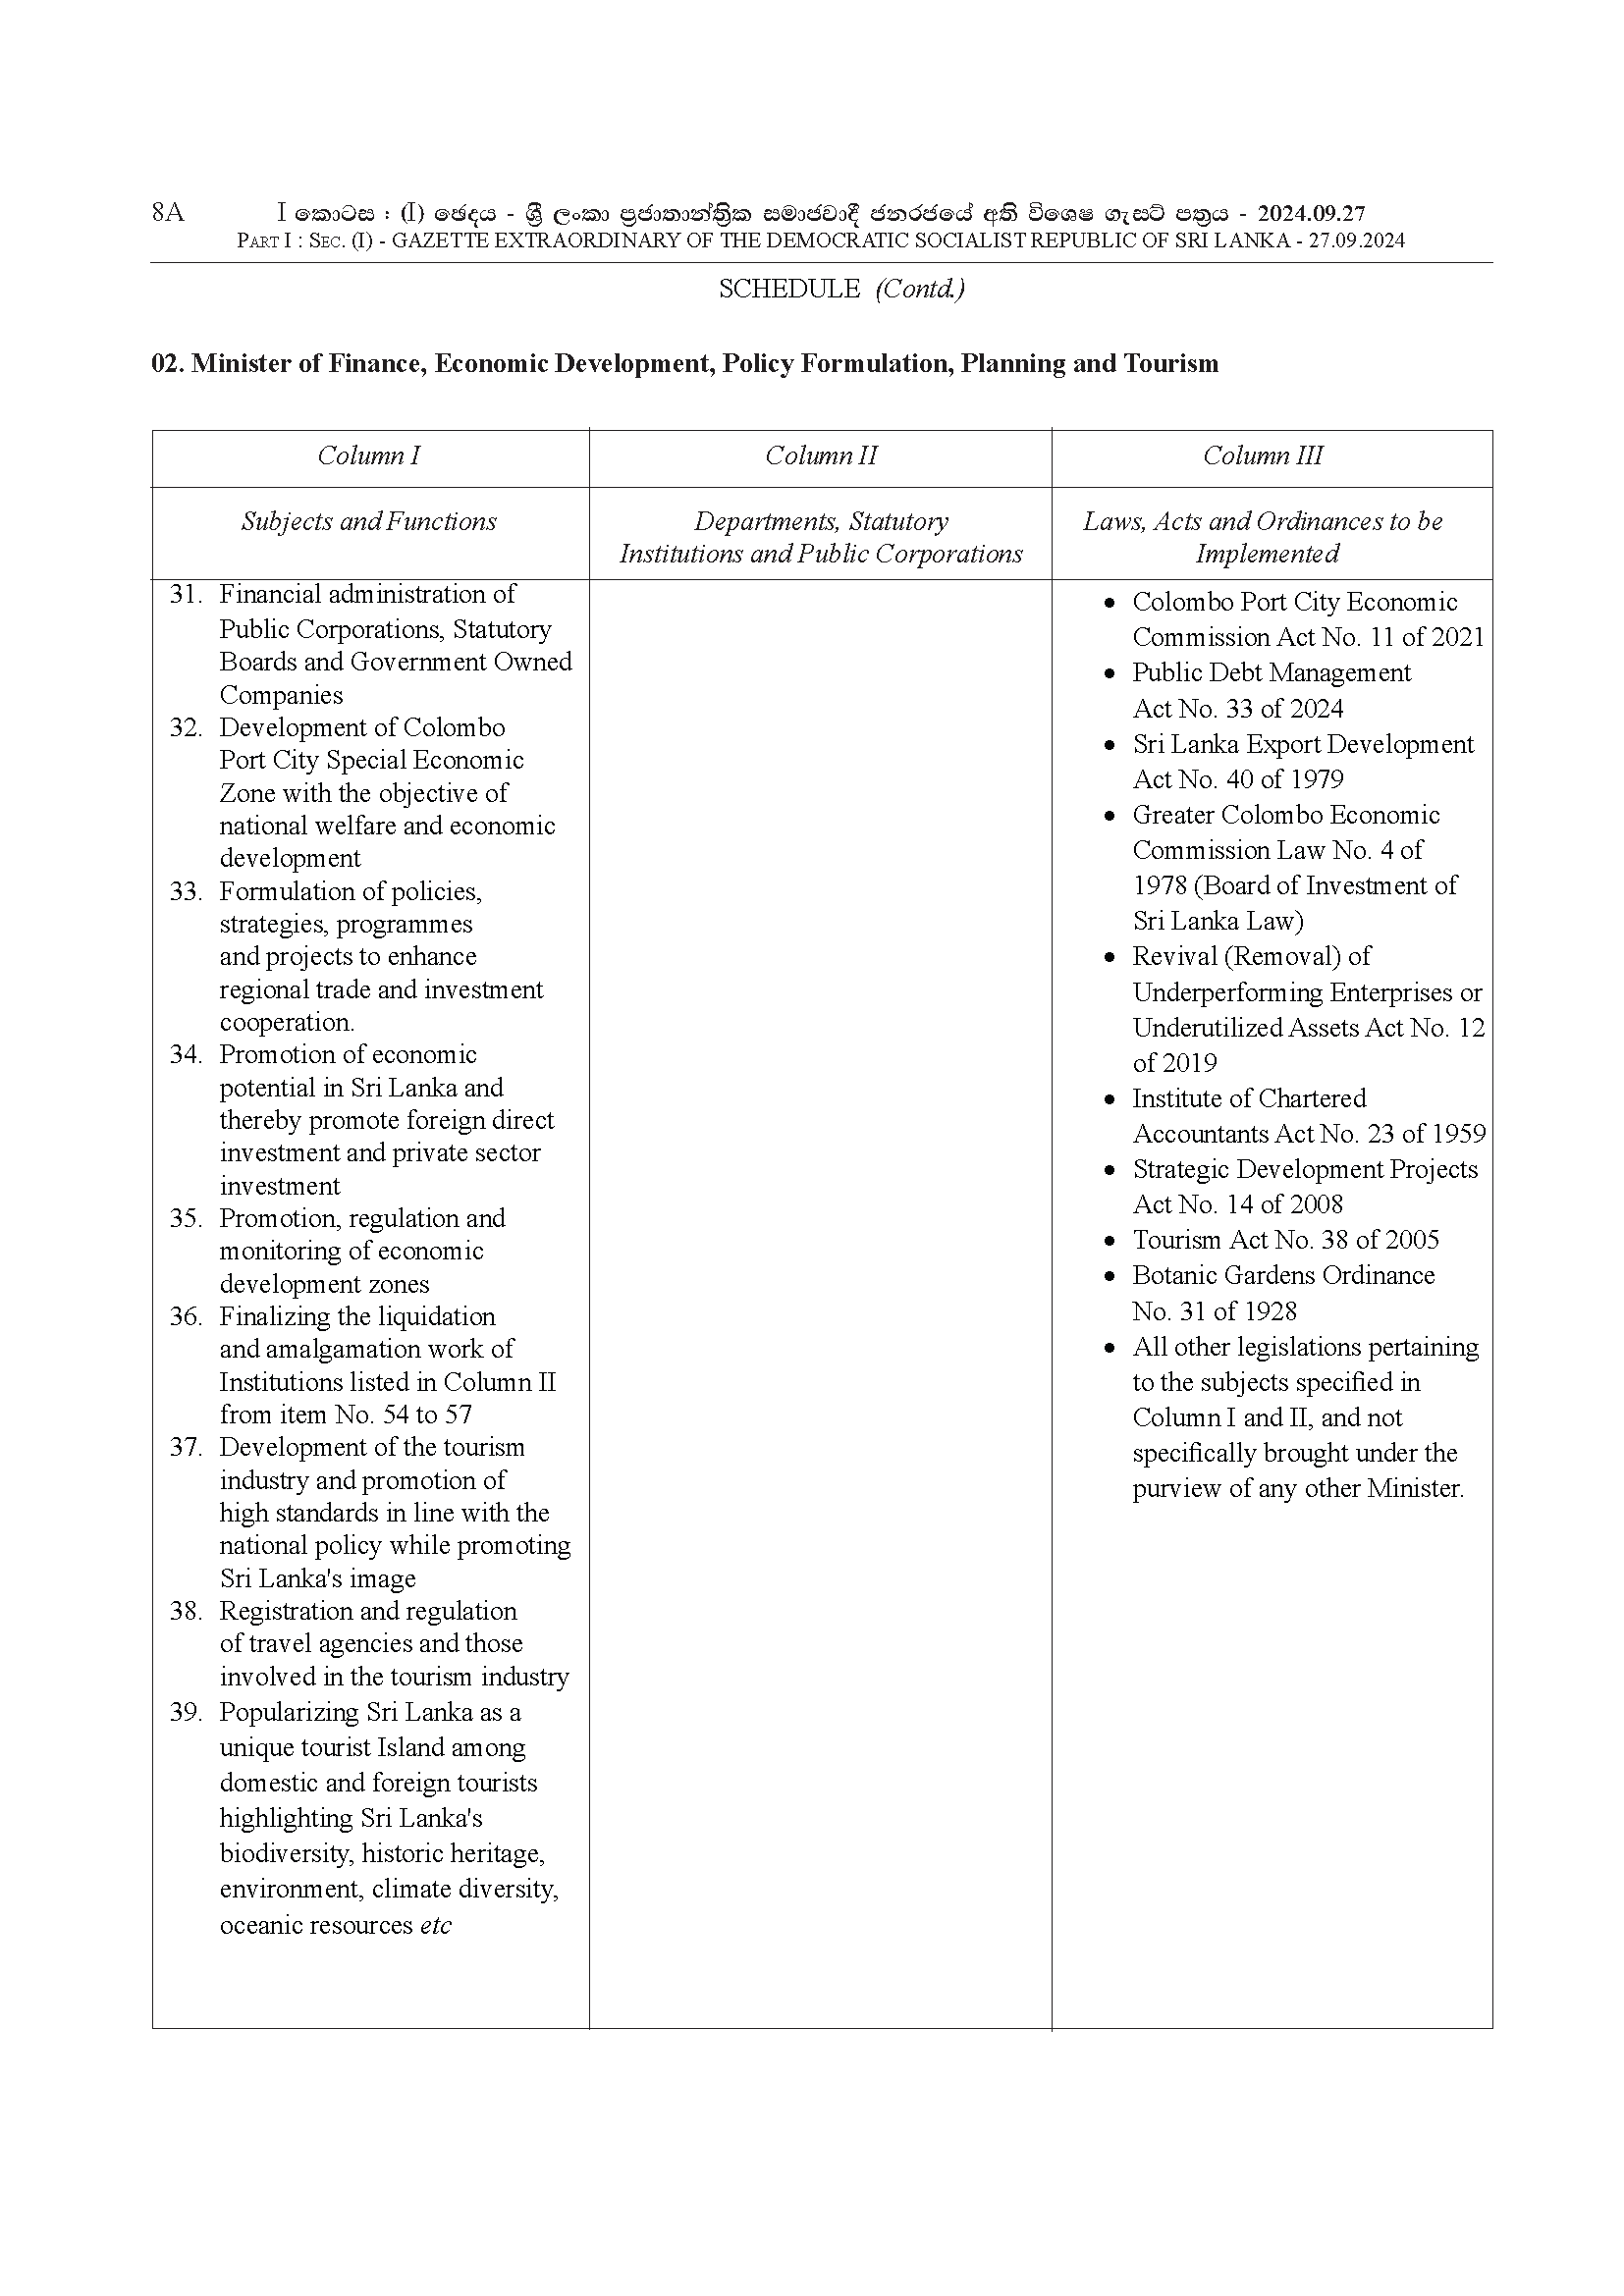 8A
I කොටස : (I) ඡෙදය - ශ්‍රී ලංකා ප්‍රජාතාන්ත්‍රික සමාජවාදී ජනරජයේ අති විශෙෂ ගැසට් පත්‍රය - 2024.09.27
PART I : SEC. (I) - GAZETTE EXTRAORDINARY OF THE DEMOCRATIC SOCIALIST REPUBLIC OF SRI LANKA - 27.09.2024
SCHEDULE (Contd.)
02. Minister of Finance, Economic Development, Policy Formulation, Planning and Tourism
Column I
Column II
Column III
Subjects and Functions
Departments, Statutory
Institutions and Public Corporations
Laws, Acts and Ordinances to be
Implemented
31. Financial administration of
Public Corporations, Statutory
Boards and Government Owned
Companies
32. Development of Colombo
Port City Special Economic
Zone with the objective of
national welfare and economic
development
33. Formulation of policies,
strategies, programmes
and projects to enhance
regional trade and investment
cooperation.
34. Promotion of economic
potential in Sri Lanka and
thereby promote foreign direct
investment and private sector
investment
35. Promotion, regulation and
monitoring of economic
development zones
36. Finalizing the liquidation
and amalgamation work of
Institutions listed in Column II
from item No. 54 to 57
37. Development of the tourism
industry and promotion of
high standards in line with the
national policy while promoting
Sri Lanka's image
38. Registration and regulation
of travel agencies and those
involved in the tourism industry
39. Popularizing Sri Lanka as a
unique tourist Island among
domestic and foreign tourists
highlighting Sri Lanka's
biodiversity, historic heritage,
environment, climate diversity,
oceanic resources etc
• Colombo Port City Economic
Commission Act No. 11 of 2021
• Public Debt Management
Act No. 33 of 2024
• Sri Lanka Export Development
Act No. 40 of 1979
• Greater Colombo Economic
Commission Law No. 4 of
1978 (Board of Investment of
Sri Lanka Law)
• Revival (Removal) of
Underperforming Enterprises or
Underutilized Assets Act No. 12
of 2019
• Institute of Chartered
Accountants Act No. 23 of 1959
• Strategic Development Projects
Act No. 14 of 2008
• Tourism Act No. 38 of 2005
• Botanic Gardens Ordinance
No. 31 of 1928
• All other legislations pertaining
to the subjects specified in
Column I and II, and not
specifically brought under the
purview of any other Minister.